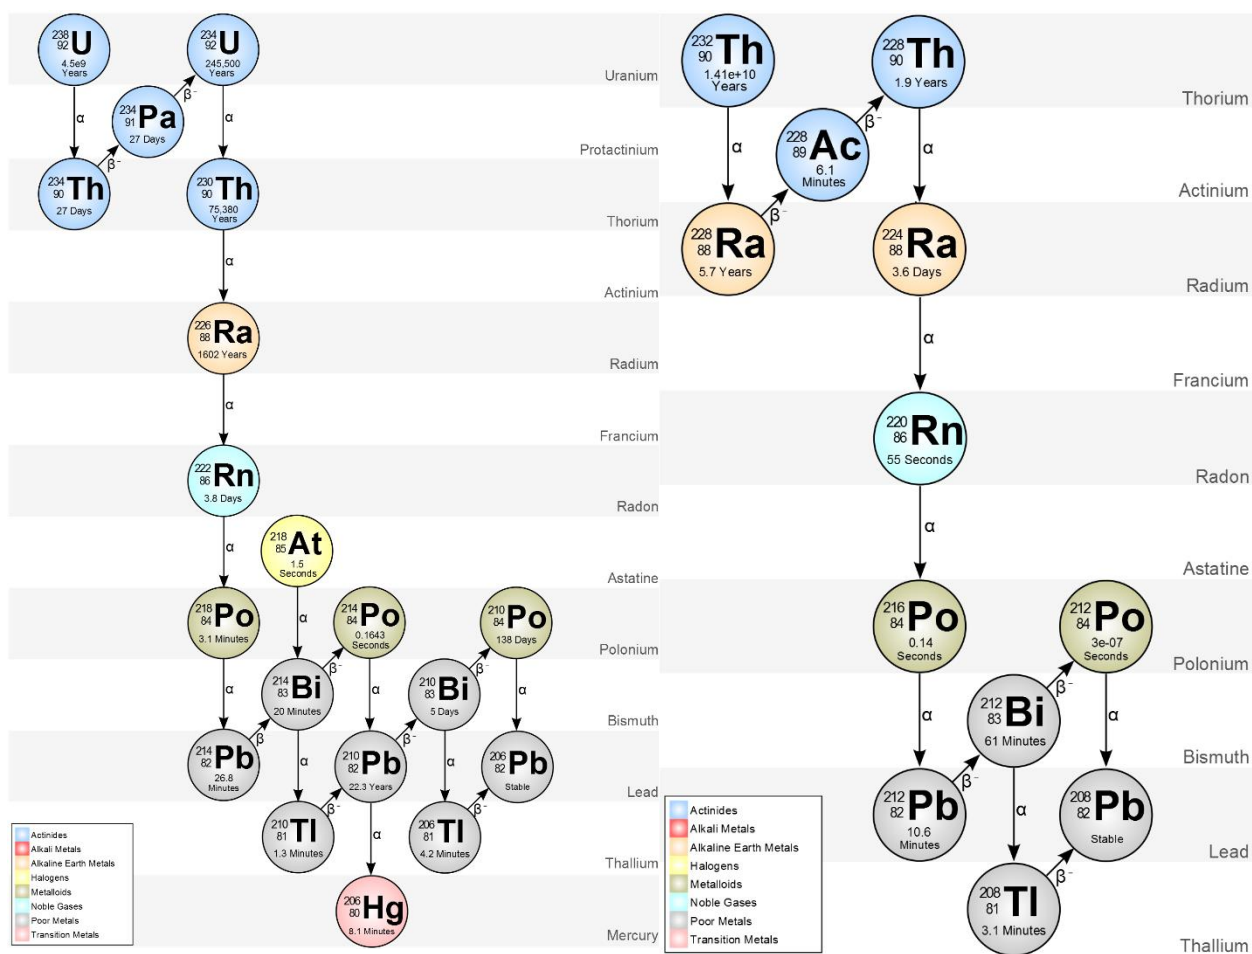 238
92 U
4.5e9
Years
234
92 U
245,500
Years
Uranium
α
234
91 Pa
27 Days
β⁻
β⁻
α
Protactinium
234
90 Th
27 Days
230
90 Th
75,380
Years
Thorium
α
Actinium
226
88 Ra
1602 Years
Radium
α
Francium
222
86 Rn
3.8 Days
Radon
α
218
85 At
1.5
Seconds
Astatine
218
84 Po
3.1 Minutes
α
214
84 Po
0.1643
Seconds
210
84 Po
138 Days
Polonium
α
β⁻
214
83 Bi
20 Minutes
α
β⁻
210
83 Bi
5 Days
α
Bismuth
214
82 Pb
26.8
Minutes
β
α
210
82 Pb
22.3 Years
β⁻
α
206
82 Pb
Stable
Lead
210
81 Tl
1.3 Minutes
β⁻
α
206
81 Tl
4.2 Minutes
β⁻
Thallium
206
80 Hg
8.1 Minutes
Mercury
Actinides
Alkali Metals
Alkaline Earth Metals
Halogens
Metalloids
Noble Gases
Poor Metals
Transition Metals
232
90 Th
1.41e+10
Years
228
90 Th
1.9 Years
Thorium
α
228
89 Ac
6.1
Minutes
β⁻
β⁻
α
Actinium
228
88 Ra
5.7 Years
224
88 Ra
3.6 Days
Radium
α
Francium
220
86 Rn
55 Seconds
Radon
α
Astatine
216
84 Po
0.14
Seconds
212
84 Po
3e-07
Seconds
Polonium
α
212
83 Bi
61 Minutes
β⁻
α
Bismuth
212
82 Pb
10.6
Minutes
β⁻
α
208
82 Pb
Stable
Lead
208
81 Tl
3.1 Minutes
β⁻
Thallium
Actinides
Alkali Metals
Alkaline Earth Metals
Halogens
Metalloids
Noble Gases
Poor Metals
Transition Metals